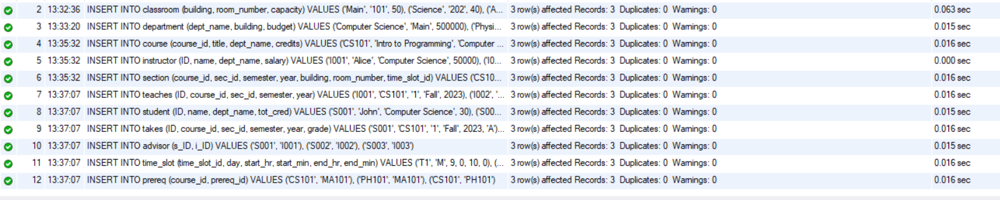 2 13:32:36 INSERT INTO classroom (building, room_number, capacity) VALUES ('Main', '101', 50), ('Science', '202', 40), ('A... 3 row(s) affected Records: 3 Duplicates: 0 Warnings: 0 0.063 sec
3 13:33:20 INSERT INTO department (dept_name, building, budget) VALUES ('Computer Science', 'Main', 500000), ('Physi... 3 row(s) affected Records: 3 Duplicates: 0 Warnings: 0 0.015 sec
4 13:35:32 INSERT INTO course (course_id, title, dept_name, credits) VALUES ('CS101', 'Intro to Programming', 'Computer ... 3 row(s) affected Records: 3 Duplicates: 0 Warnings: 0 0.016 sec
5 13:35:32 INSERT INTO instructor (ID, name, dept_name, salary) VALUES ('I001', 'Alice', 'Computer Science', 50000), ('I0... 3 row(s) affected Records: 3 Duplicates: 0 Warnings: 0 0.000 sec
6 13:35:32 INSERT INTO section (course_id, sec_id, semester, year, building, room_number, time_slot_id) VALUES ('CS10... 3 row(s) affected Records: 3 Duplicates: 0 Warnings: 0 0.016 sec
7 13:37:07 INSERT INTO teaches (ID, course_id, sec_id, semester, year) VALUES ('I001', 'CS101', '1', 'Fall', 2023), ('I002', '... 3 row(s) affected Records: 3 Duplicates: 0 Warnings: 0 0.016 sec
8 13:37:07 INSERT INTO student (ID, name, dept_name, tot_cred) VALUES ('S001', 'John', 'Computer Science', 30), ('S00... 3 row(s) affected Records: 3 Duplicates: 0 Warnings: 0 0.015 sec
9 13:37:07 INSERT INTO takes (ID, course_id, sec_id, semester, year, grade) VALUES ('S001', 'CS101', '1', 'Fall', 2023, 'A')... 3 row(s) affected Records: 3 Duplicates: 0 Warnings: 0 0.016 sec
10 13:37:07 INSERT INTO advisor (s_ID, i_ID) VALUES ('S001', 'I001'), ('S002', 'I002'), ('S003', 'I003') 3 row(s) affected Records: 3 Duplicates: 0 Warnings: 0 0.015 sec
11 13:37:07 INSERT INTO time_slot (time_slot_id, day, start_hr, start_min, end_hr, end_min) VALUES ('T1', 'M', 9, 0, 10, 0), (... 3 row(s) affected Records: 3 Duplicates: 0 Warnings: 0 0.016 sec
12 13:37:07 INSERT INTO prereq (course_id, prereq_id) VALUES ('CS101', 'MA101'), ('PH101', 'MA101'), ('CS101', 'PH101') 3 row(s) affected Records: 3 Duplicates: 0 Warnings: 0 0.016 sec